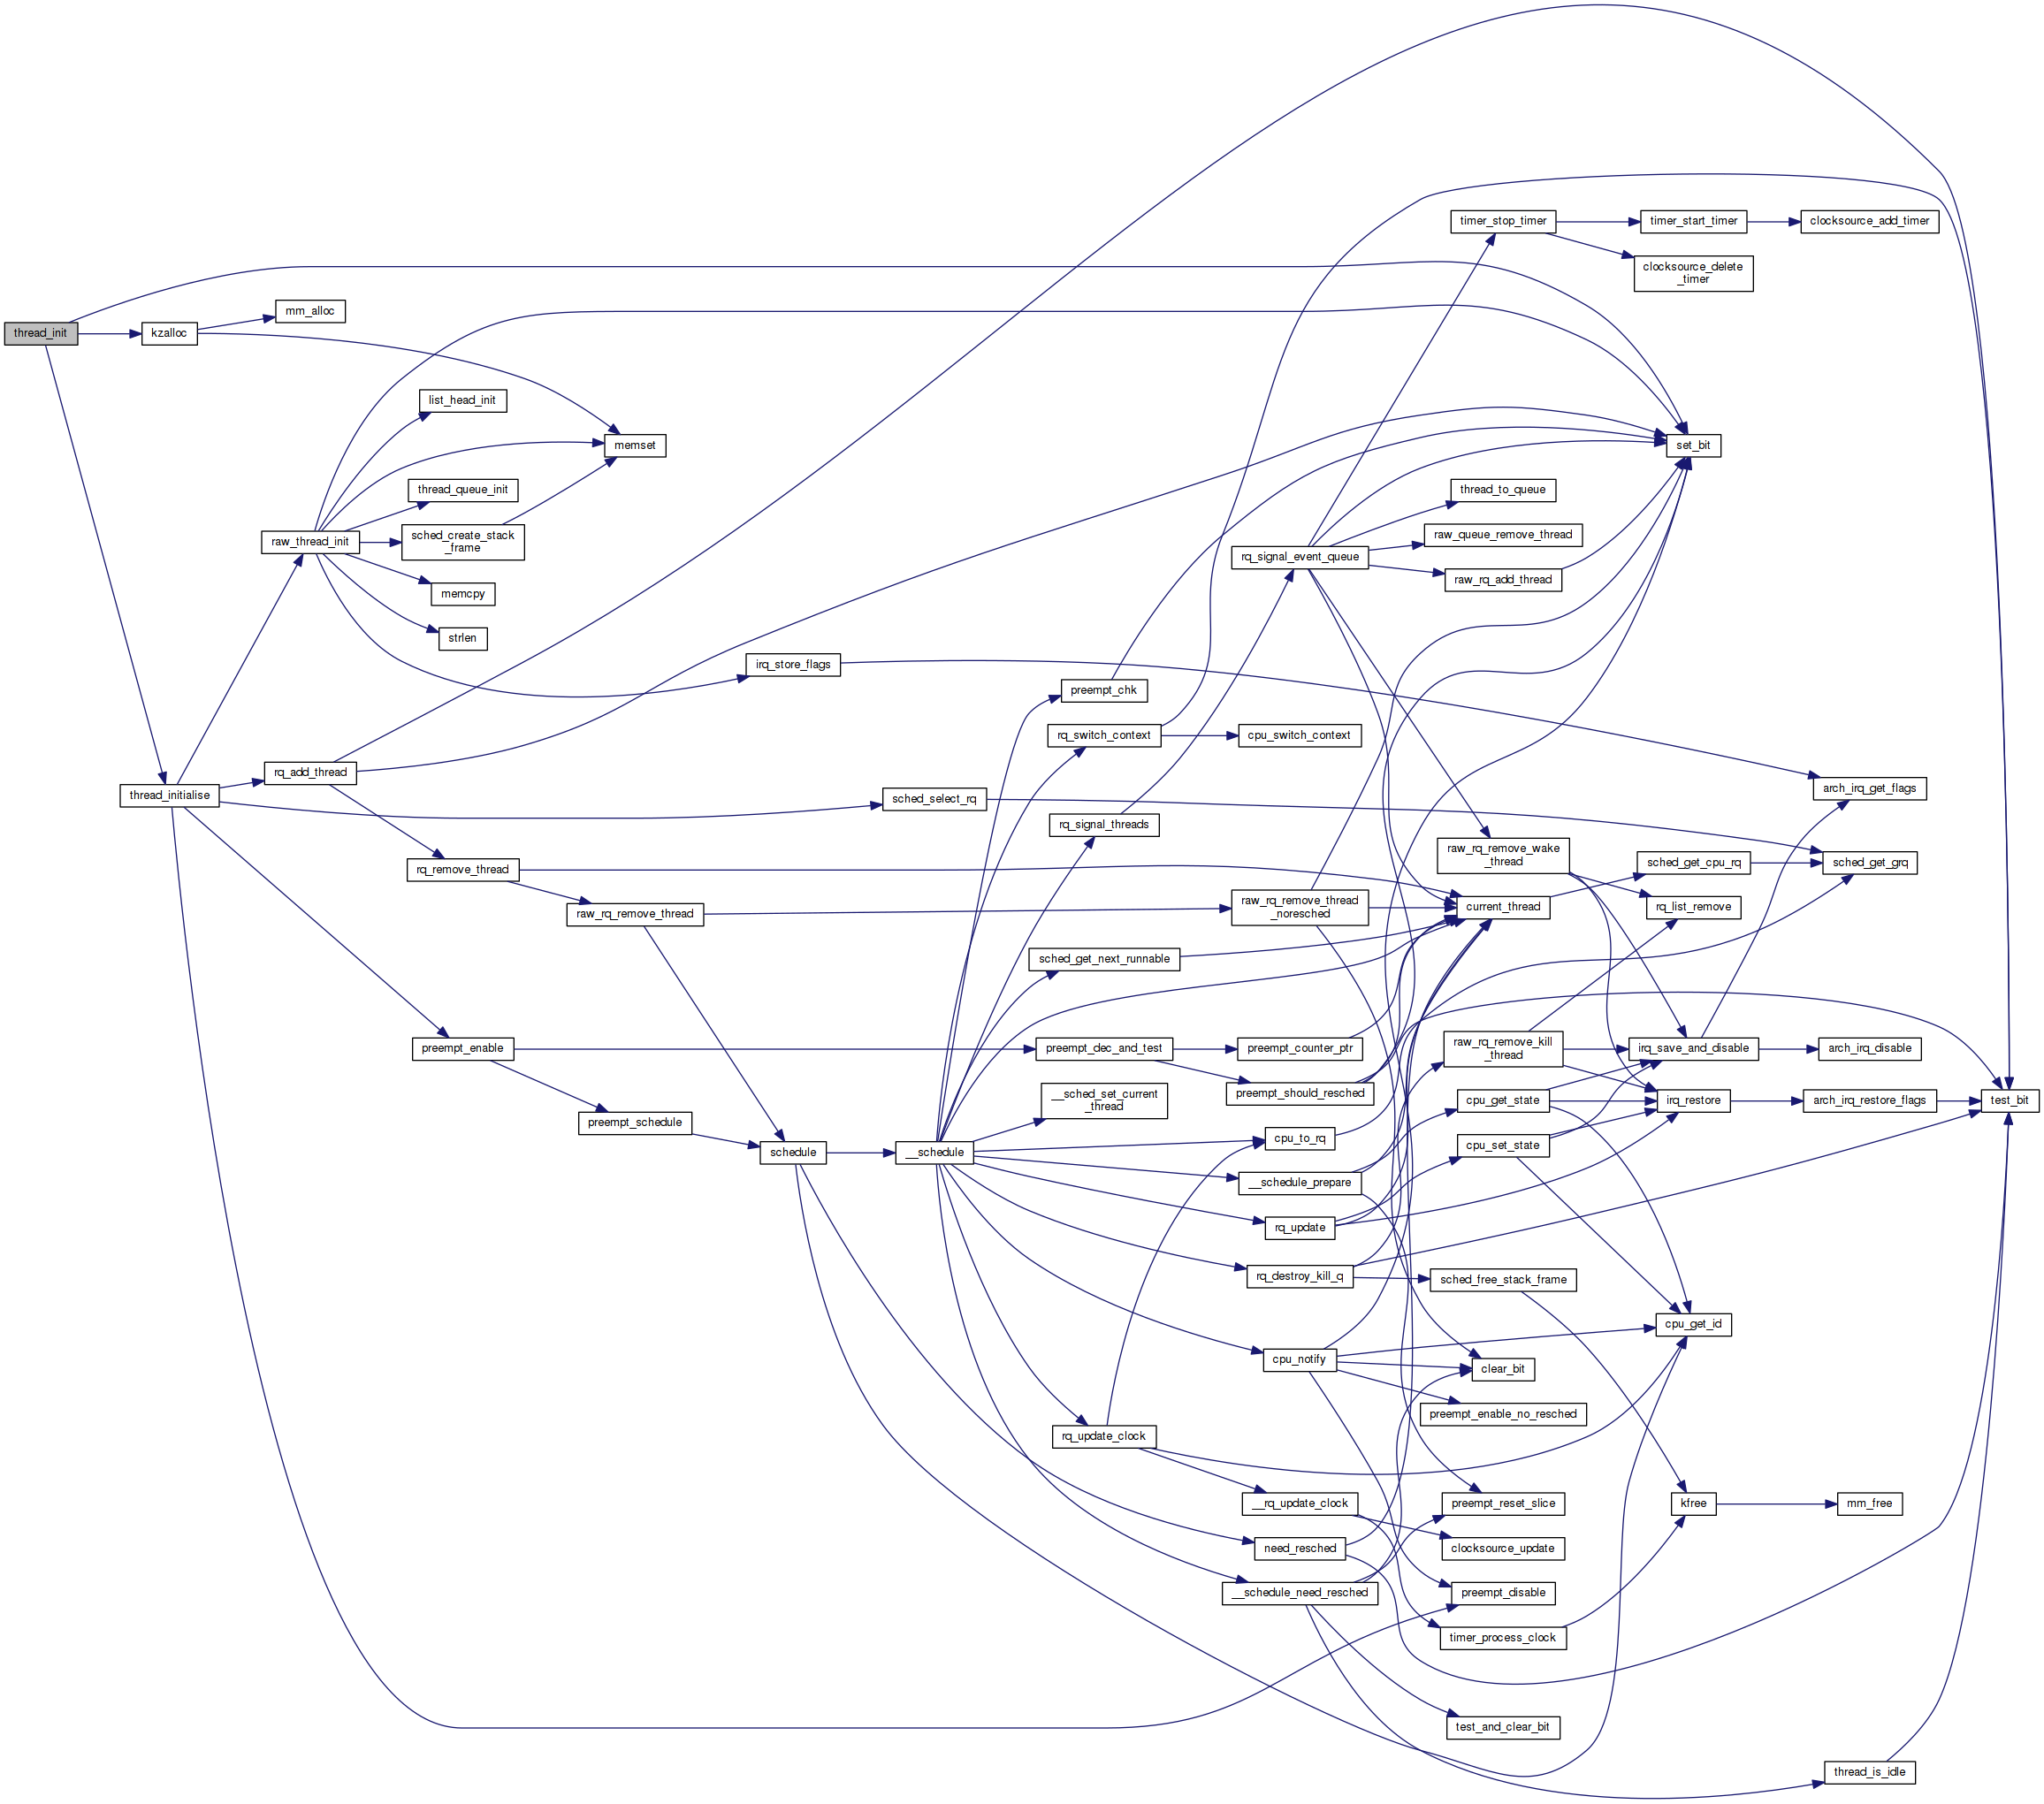 thread_init
kzalloc
mm_alloc
list_head_init
memset
thread_queue_init
raw_thread_init
sched_create_stack
_frame
memcpy
strlen
irq_store_flags
thread_initialise
rq_add_thread
sched_select_rq
rq_remove_thread
raw_rq_remove_thread
preempt_enable
preempt_schedule
schedule
__schedule
preempt_chk
rq_switch_context
cpu_switch_context
rq_signal_threads
sched_get_next_runnable
preempt_dec_and_test
preempt_counter_ptr
preempt_should_resched
__sched_set_current
_thread
cpu_to_rq
__schedule_prepare
rq_update
rq_destroy_kill_q
cpu_notify
rq_update_clock
__rq_update_clock
need_resched
__schedule_need_resched
timer_stop_timer
timer_start_timer
clocksource_add_timer
clocksource_delete
_timer
set_bit
thread_to_queue
raw_queue_remove_thread
rq_signal_event_queue
raw_rq_add_thread
arch_irq_get_flags
raw_rq_remove_wake
_thread
sched_get_cpu_rq
sched_get_grq
raw_rq_remove_thread
_noresched
current_thread
rq_list_remove
raw_rq_remove_kill
_thread
irq_save_and_disable
arch_irq_disable
cpu_get_state
irq_restore
arch_irq_restore_flags
test_bit
cpu_set_state
sched_free_stack_frame
cpu_get_id
clear_bit
preempt_enable_no_resched
preempt_reset_slice
kfree
mm_free
clocksource_update
preempt_disable
timer_process_clock
test_and_clear_bit
thread_is_idle